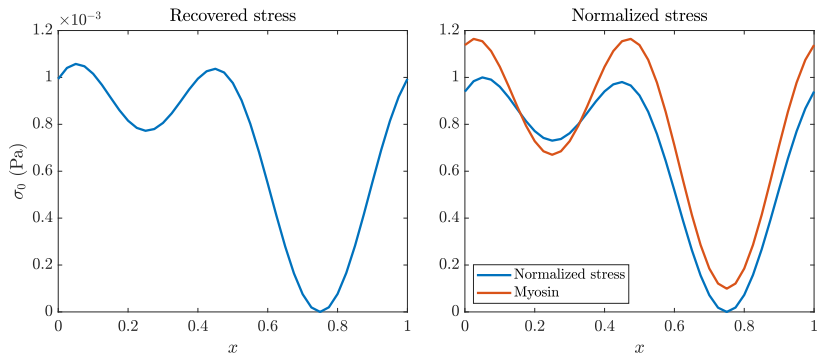 Recovered stress
×10⁻³
1.2
1
0.8
0.6
0.4
0.2
0
σ₀ (Pa)
0 0.2 0.4 0.6 0.8 1
x
Normalized stress
1.2
1
0.8
0.6
0.4
0.2
0
Normalized stress
Myosin
0 0.2 0.4 0.6 0.8 1
x